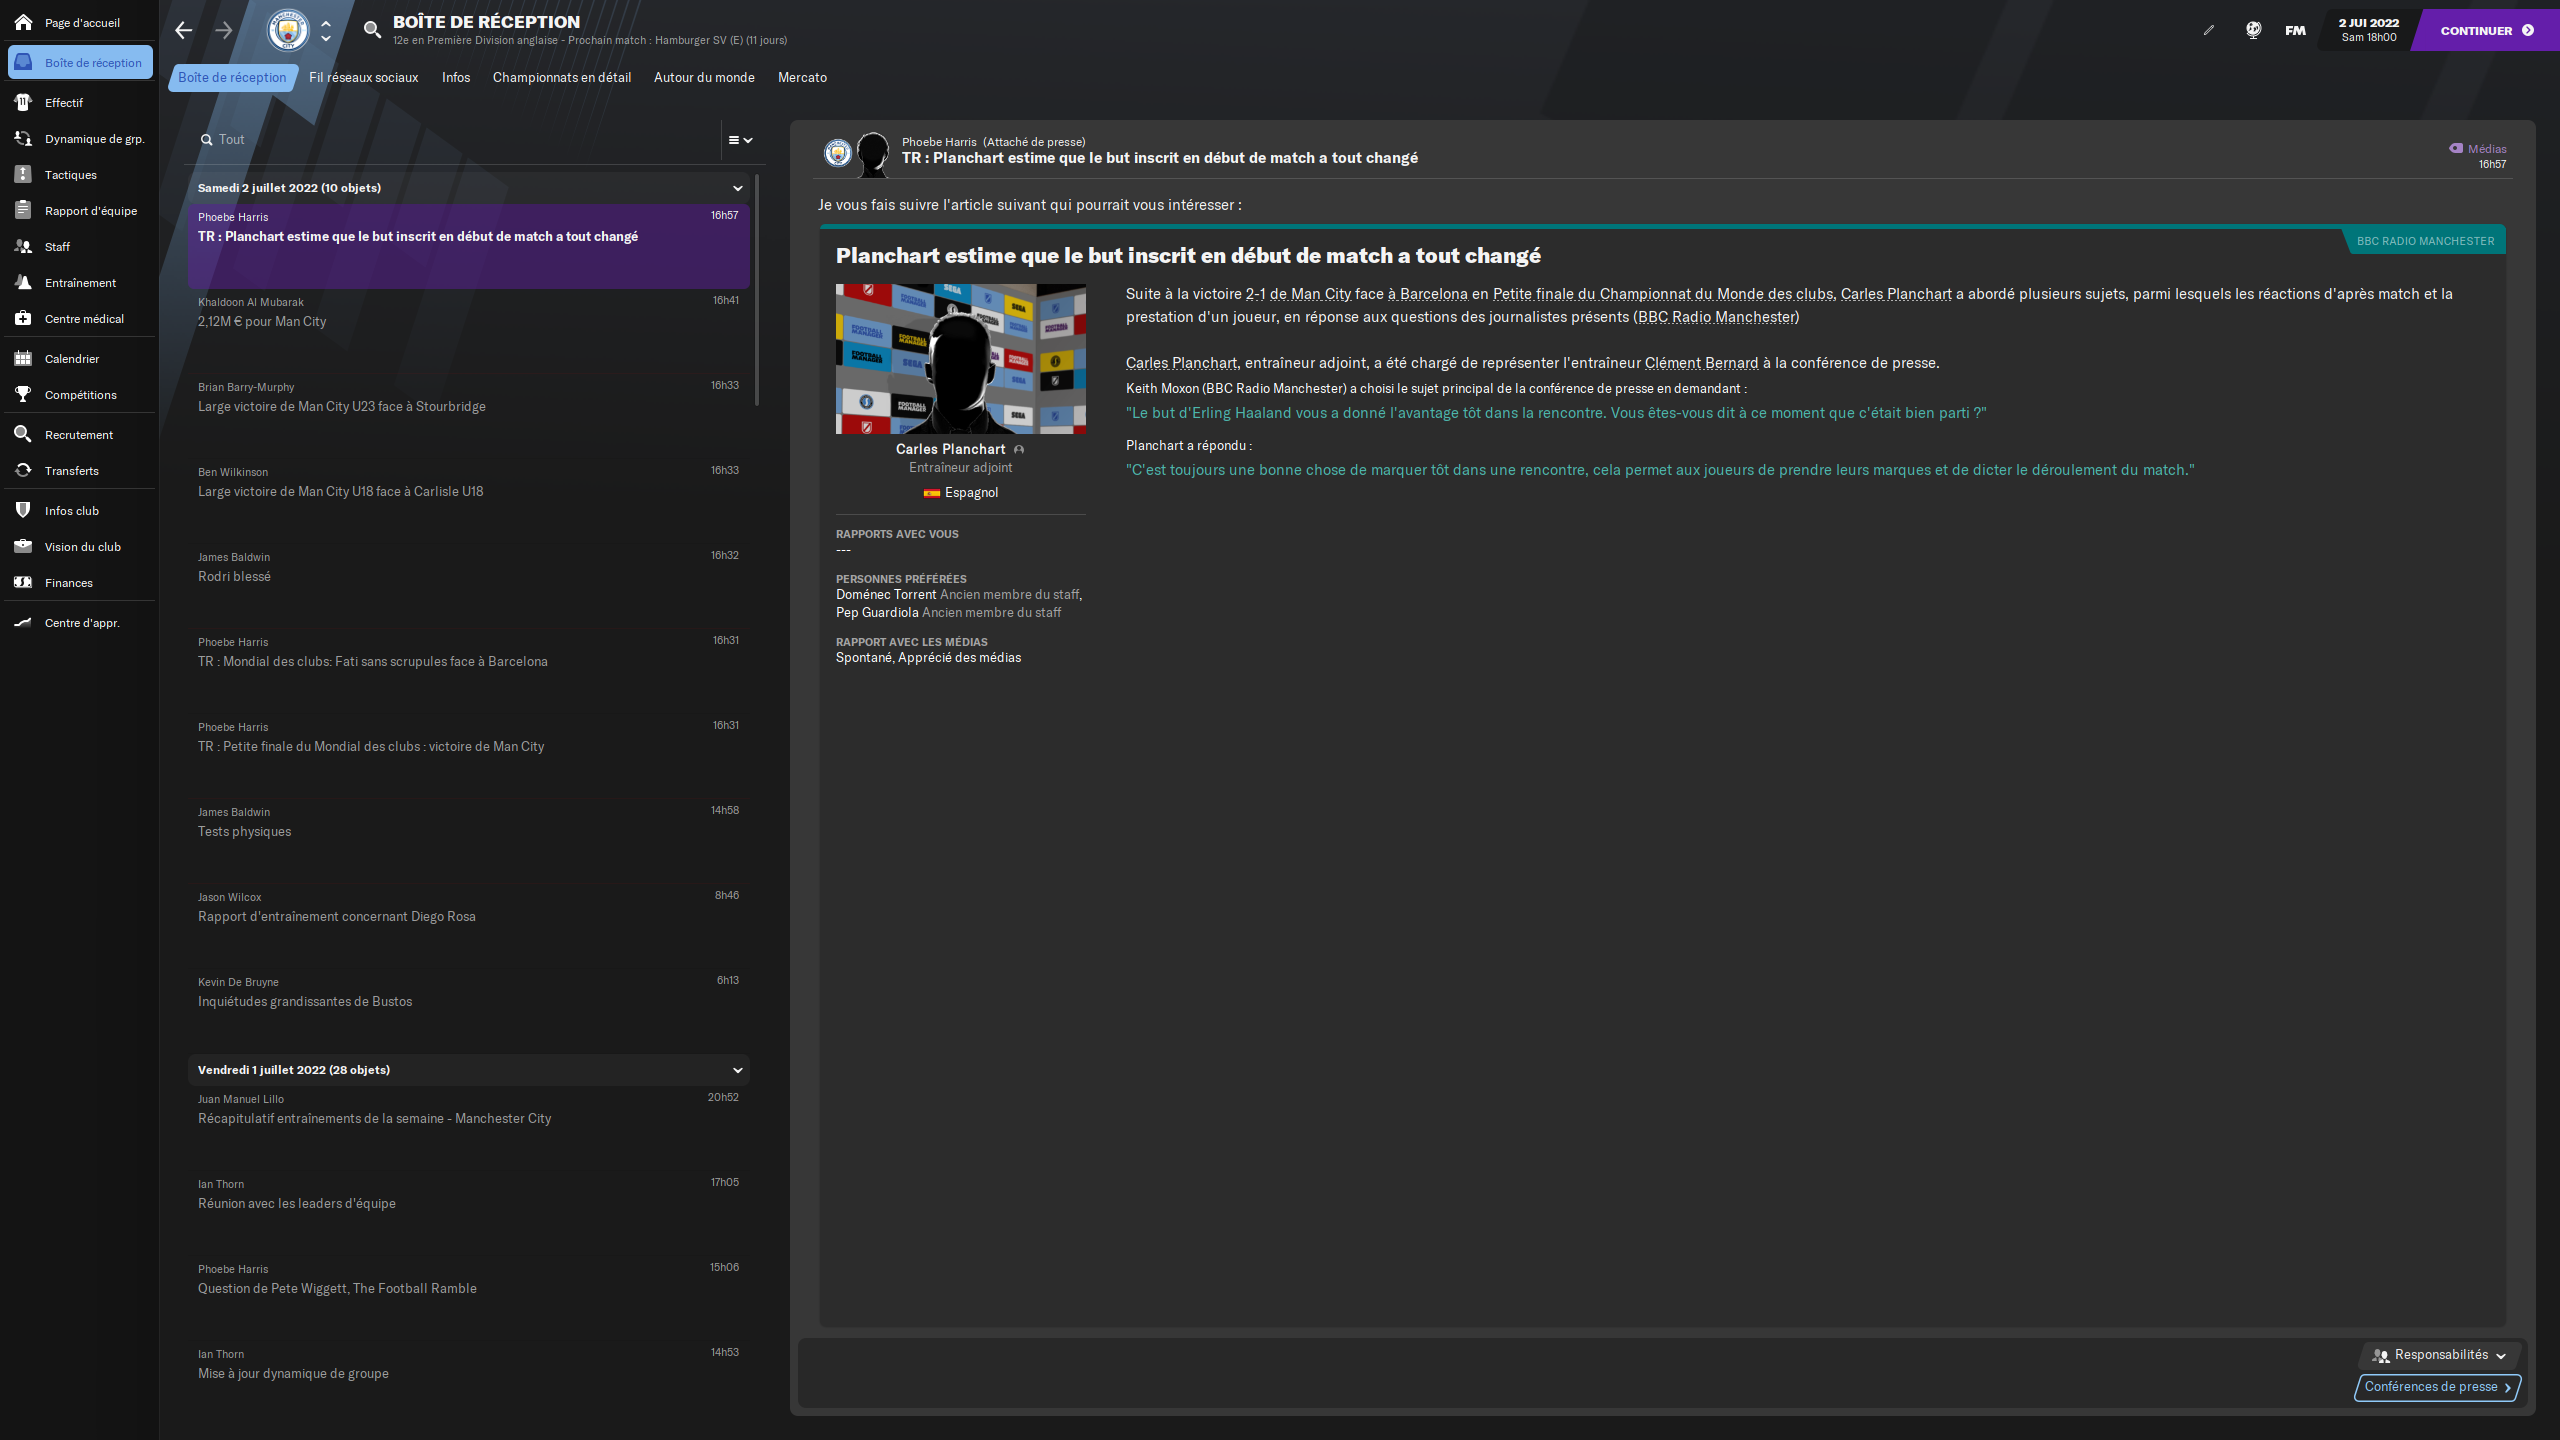 Page d'accueil
Boîte de réception
Effectif
Dynamique de grp.
Tactiques
Rapport d'équipe
Staff
Entraînement
Centre médical
Calendrier
Compétitions
Recrutement
Transferts
Infos club
Vision du club
Finances
Centre d'appr.
BOÎTE DE RÉCEPTION
12e en Première Division anglaise - Prochain match : Hamburger SV (E) (11 jours)
FM
2 JUI 2022
Sam 18h00
CONTINUER
Boîte de réception
Fil réseaux sociaux
Infos
Championnats en détail
Autour du monde
Mercato
Tout
Samedi 2 juillet 2022 (10 objets)
Phoebe Harris 16h57
TR : Planchart estime que le but inscrit en début de match a tout changé
Khaldoon Al Mubarak 16h41
2,12M € pour Man City
Brian Barry-Murphy 16h33
Large victoire de Man City U23 face à Stourbridge
Ben Wilkinson 16h33
Large victoire de Man City U18 face à Carlisle U18
James Baldwin 16h32
Rodri blessé
Phoebe Harris 16h31
TR : Mondial des clubs: Fati sans scrupules face à Barcelona
Phoebe Harris 16h31
TR : Petite finale du Mondial des clubs : victoire de Man City
James Baldwin 14h58
Tests physiques
Jason Wilcox 8h46
Rapport d'entraînement concernant Diego Rosa
Kevin De Bruyne 6h13
Inquiétudes grandissantes de Bustos
Vendredi 1 juillet 2022 (28 objets)
Juan Manuel Lillo 20h52
Récapitulatif entraînements de la semaine - Manchester City
Ian Thorn 17h05
Réunion avec les leaders d'équipe
Phoebe Harris 15h06
Question de Pete Wiggett, The Football Ramble
Ian Thorn 14h53
Mise à jour dynamique de groupe
Phoebe Harris (Attaché de presse)
TR : Planchart estime que le but inscrit en début de match a tout changé
Médias
16h57
Je vous fais suivre l'article suivant qui pourrait vous intéresser :
BBC RADIO MANCHESTER
Planchart estime que le but inscrit en début de match a tout changé
Carles Planchart
Entraîneur adjoint
Espagnol
RAPPORTS AVEC VOUS
---
PERSONNES PRÉFÉRÉES
Doménec Torrent Ancien membre du staff,
Pep Guardiola Ancien membre du staff
RAPPORT AVEC LES MÉDIAS
Spontané, Apprécié des médias
Suite à la victoire 2-1 de Man City face à Barcelona en Petite finale du Championnat du Monde des clubs, Carles Planchart a abordé plusieurs sujets, parmi lesquels les réactions d'après match et la
prestation d'un joueur, en réponse aux questions des journalistes présents (BBC Radio Manchester)
Carles Planchart, entraîneur adjoint, a été chargé de représenter l'entraîneur Clément Bernard à la conférence de presse.
Keith Moxon (BBC Radio Manchester) a choisi le sujet principal de la conférence de presse en demandant :
"Le but d'Erling Haaland vous a donné l'avantage tôt dans la rencontre. Vous êtes-vous dit à ce moment que c'était bien parti ?"
Planchart a répondu :
"C'est toujours une bonne chose de marquer tôt dans une rencontre, cela permet aux joueurs de prendre leurs marques et de dicter le déroulement du match."
Responsabilités
Conférences de presse